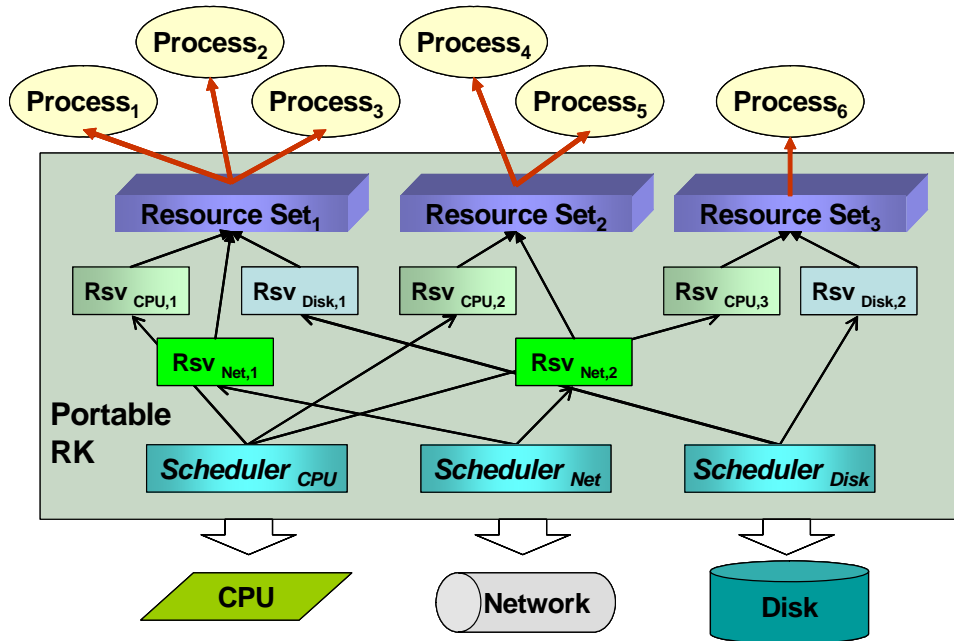 Process2
Process4
Process1
Process3
Process5
Process6
Resource Set1
Resource Set2
Resource Set3
Rsv CPU,1
Rsv Disk,1
Rsv CPU,2
Rsv CPU,3
Rsv Disk,2
Rsv Net,1
Rsv Net,2
Portable
RK
Scheduler CPU
Scheduler Net
Scheduler Disk
CPU
Network
Disk